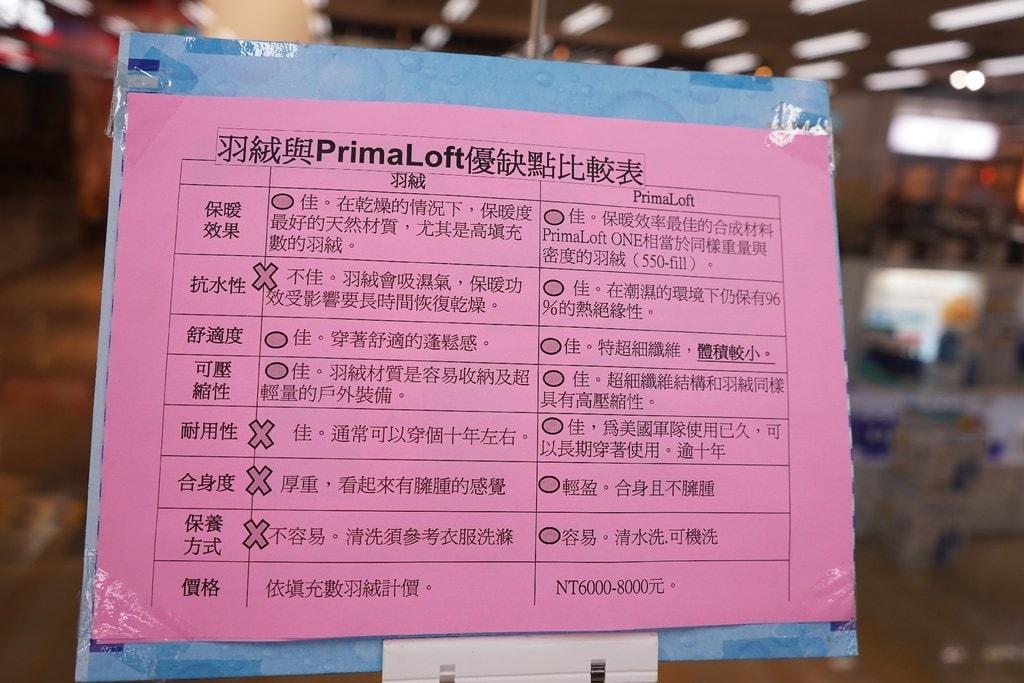 羽絨與PrimaLoft優缺點比較表
羽絨
PrimaLoft
保暖
效果
佳。在乾燥的情況下，保暖度
最好的天然材質，尤其是高填充
數的羽絨。
佳。保暖效率最佳的合成材料
PrimaLoft ONE相當於同樣重量與
密度的羽絨（550-fill）。
抗水性
不佳。羽絨會吸濕氣，保暖功
效受影響要長時間恢復乾燥。
佳。在潮濕的環境下仍保有96
%的熱絕緣性。
舒適度
佳。穿著舒適的蓬鬆感。
佳。特超細纖維，體積較小。
可壓
縮性
佳。羽絨材質是容易收納及超
輕量的戶外裝備。
佳。超細纖維結構和羽絨同樣
具有高壓縮性。
耐用性
佳。通常可以穿個十年左右。
佳，爲美國軍隊使用已久，可
以長期穿著使用。逾十年
合身度
厚重，看起來有臃腫的感覺
輕盈。合身且不臃腫
保養
方式
不容易。清洗須參考衣服洗滌
容易。清水洗.可機洗
價格
依填充數羽絨計價。
NT6000-8000元。